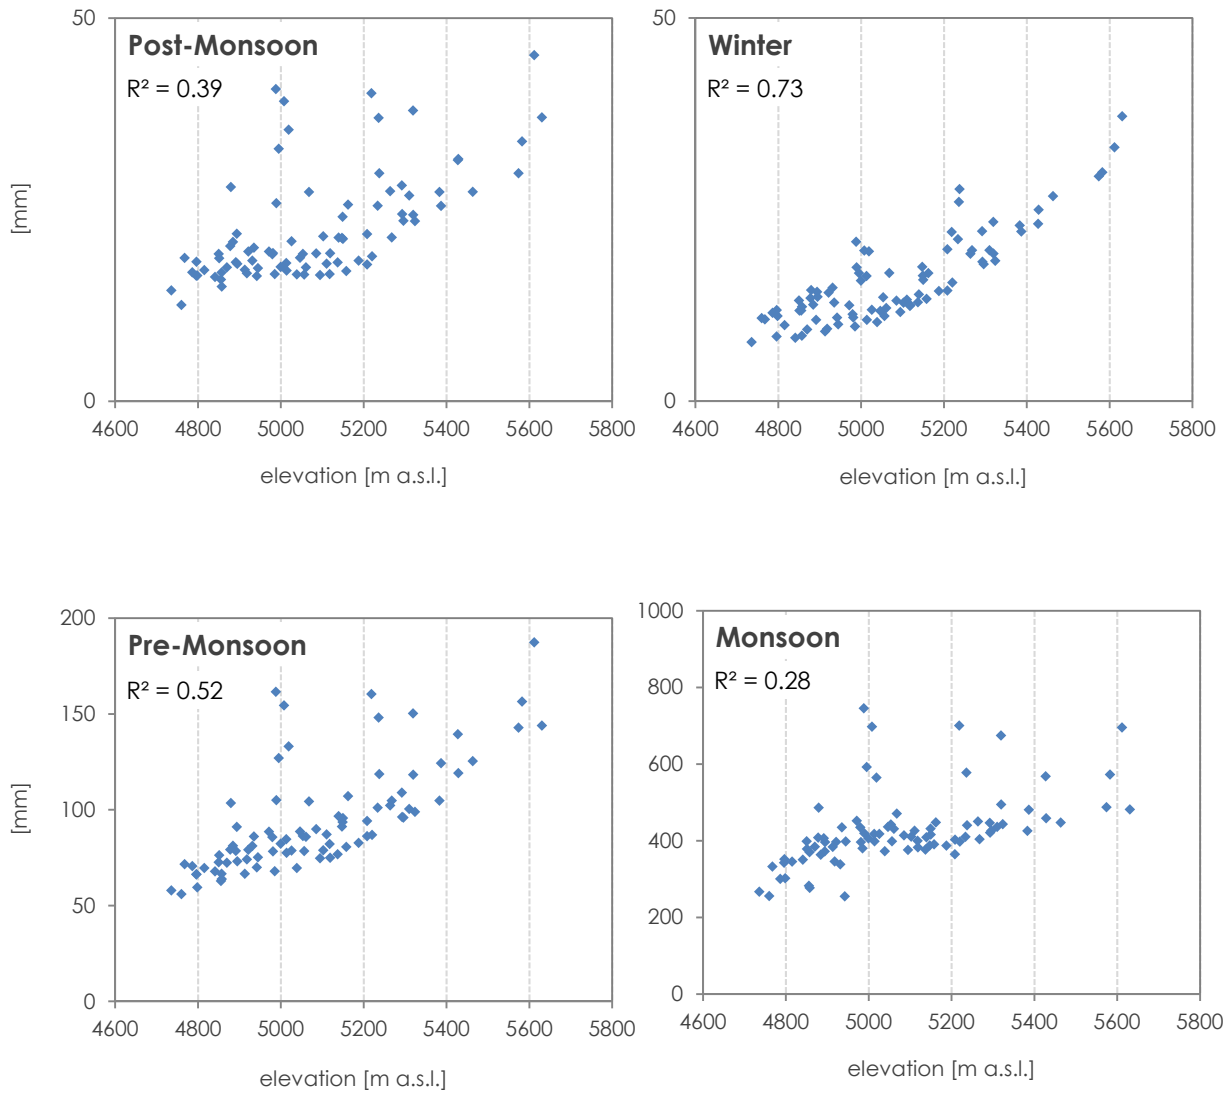 50
Post-Monsoon
R² = 0.39
[mm]
0
4600 4800 5000 5200 5400 5600 5800
elevation [m a.s.l.]
50
Winter
R² = 0.73
0
4600 4800 5000 5200 5400 5600 5800
elevation [m a.s.l.]
200
Pre-Monsoon
R² = 0.52
150
[mm]
100
50
0
4600 4800 5000 5200 5400 5600 5800
elevation [m a.s.l.]
1000
Monsoon
R² = 0.28
800
600
400
200
0
4600 4800 5000 5200 5400 5600 5800
elevation [m a.s.l.]